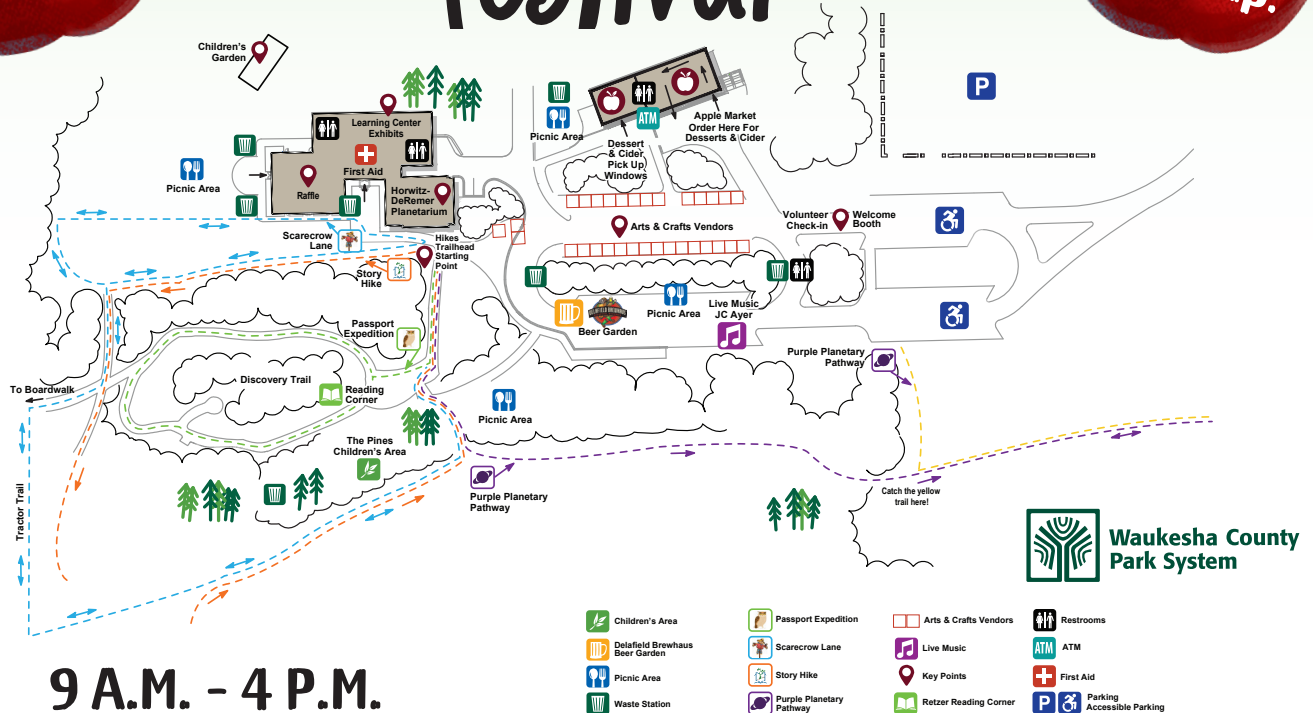 Festival
up.
Children's
Garden
Learning Center
Exhibits
First Aid
Raffle
Horwitz-
DeRemer
Planetarium
Picnic Area
Picnic Area
ATM
Dessert
& Cider
Pick Up
Windows
Apple Market
Order Here For
Desserts & Cider
P
Arts & Crafts Vendors
Volunteer
Check-in
Welcome
Booth
Scarecrow
Lane
Hikes
Trailhead
Starting
Point
Story
Hike
Passport
Expedition
DELAFIELD BREWHAUS
Beer Garden
Picnic Area
Live Music
JC Ayer
Purple Planetary
Pathway
To Boardwalk
Discovery Trail
Reading
Corner
Picnic Area
The Pines
Children's Area
Purple Planetary
Pathway
Catch the yellow
trail here!
Tractor Trail
Waukesha County
Park System
9 A.M. - 4 P.M.
Children's Area
Delafield Brewhaus
Beer Garden
Picnic Area
Waste Station
Passport Expedition
Scarecrow Lane
Story Hike
Purple Planetary
Pathway
Arts & Crafts Vendors
Live Music
Key Points
Retzer Reading Corner
Restrooms
ATM
ATM
First Aid
P
Parking
Accessible Parking